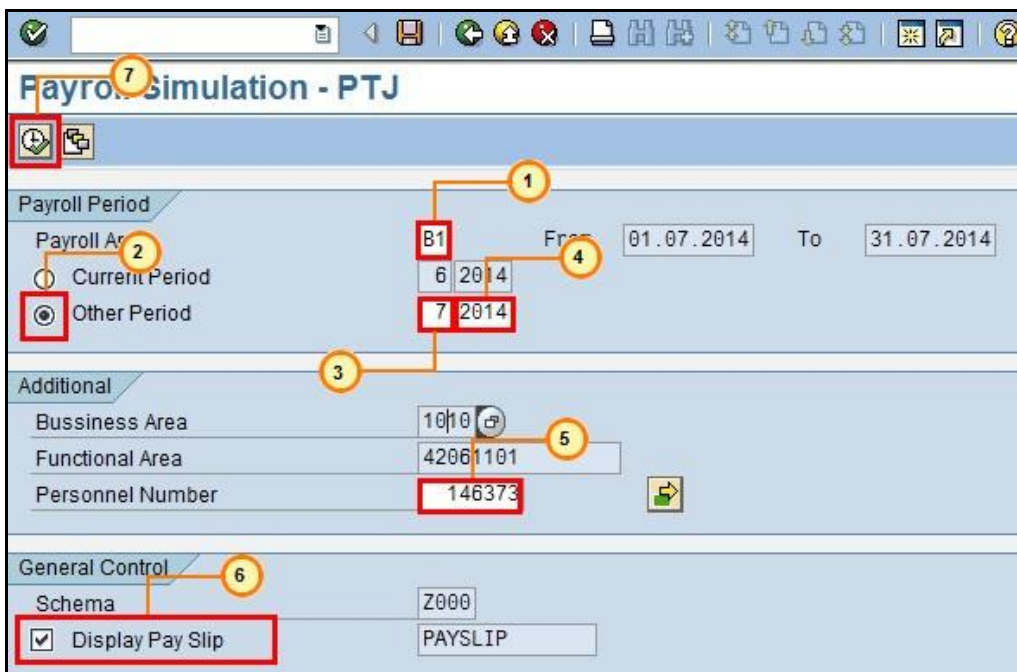 7
Payroll Simulation - PTJ
1
Payroll Period
Payroll Ar B1 From 01.07.2014 To 31.07.2014
2
4
Current Period 6 2014
Other Period 7 2014
3
Additional
Bussiness Area 1010
5
Functional Area 42061101
Personnel Number 146373
General Control
6
Schema Z000
Display Pay Slip PAYSLIP